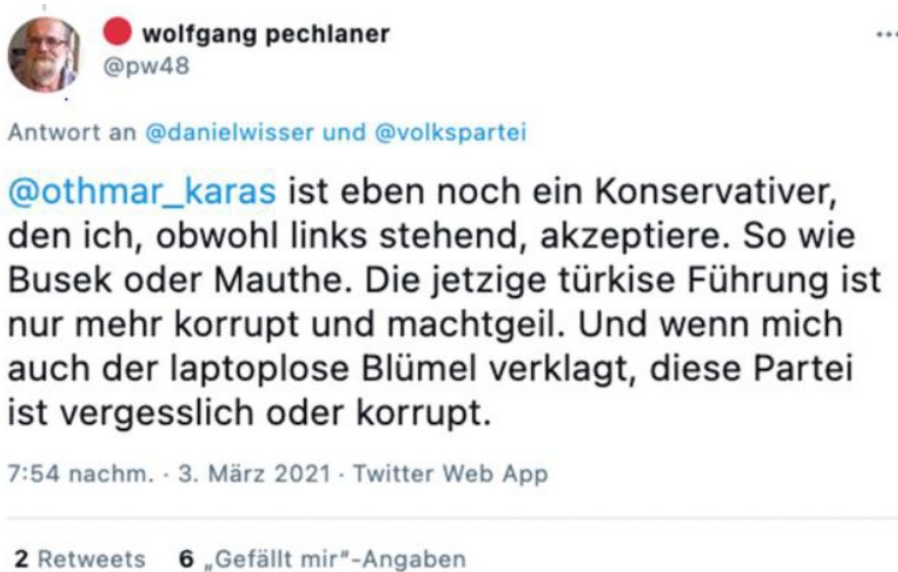 wolfgang pechlaner
@pw48
Antwort an @danielwisser und @volkspartei
@othmar_karas ist eben noch ein Konservativer,
den ich, obwohl links stehend, akzeptiere. So wie
Busek oder Mauthe. Die jetzige türkise Führung ist
nur mehr korrupt und machtgeil. Und wenn mich
auch der laptoplose Blümel verklagt, diese Partei
ist vergesslich oder korrupt.
7:54 nachm. · 3. März 2021 · Twitter Web App
2 Retweets 6 „Gefällt mir"-Angaben